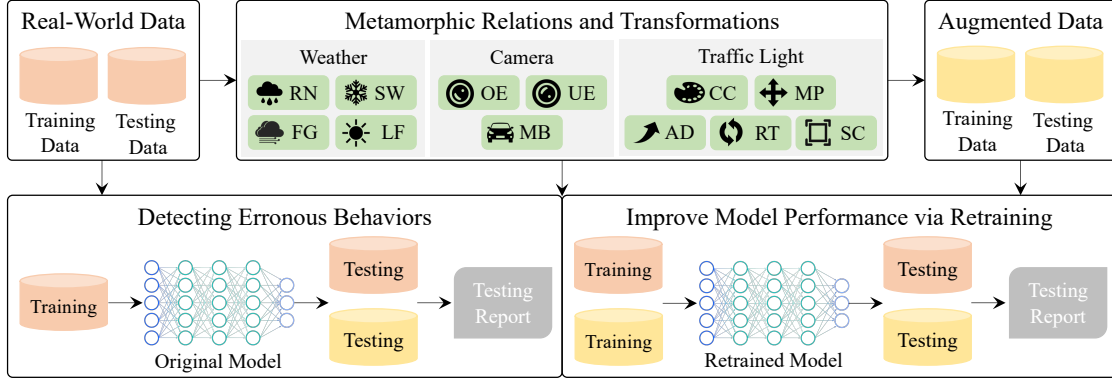 Real-World Data
Training
Data
Testing
Data
Metamorphic Relations and Transformations
Weather
RN
SW
FG
LF
Camera
OE
UE
MB
Traffic Light
CC
MP
AD
RT
SC
Augmented Data
Training
Data
Testing
Data
Detecting Erronous Behaviors
Training
Original Model
Testing
Testing
Testing
Report
Improve Model Performance via Retraining
Training
Training
Retrained Model
Testing
Testing
Testing
Report